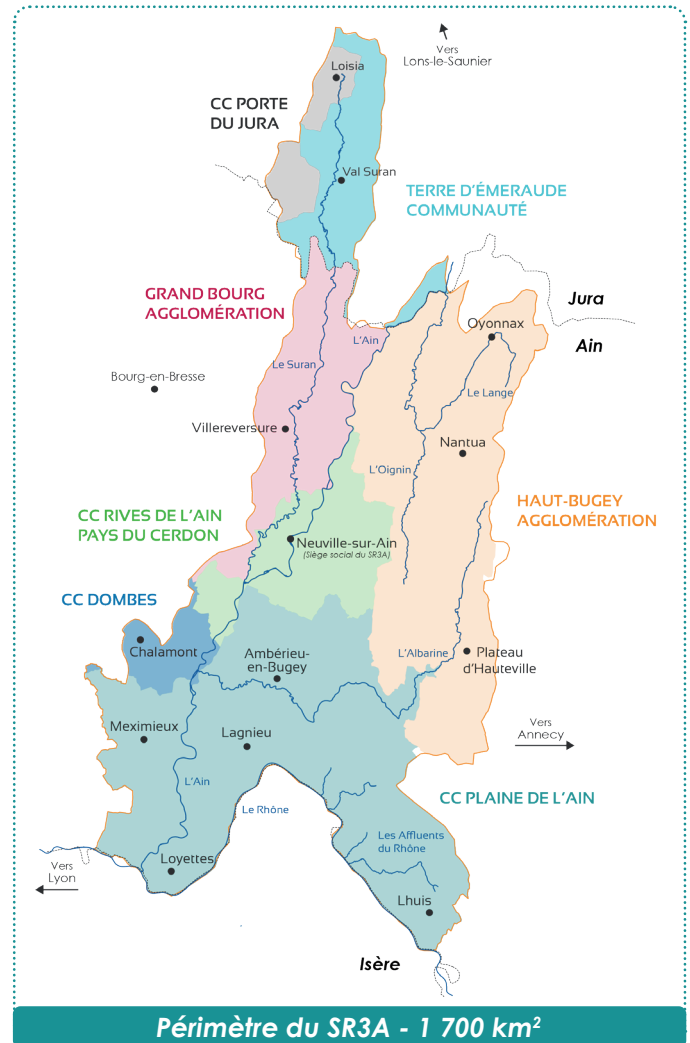 Vers
Lons-le-Saunier
Loisia
CC PORTE
DU JURA
Val Suran
TERRE D'ÉMERAUDE
COMMUNAUTÉ
GRAND BOURG
AGGLOMÉRATION
Jura
Oyonnax
L'Ain
Ain
Le Suran
Bourg-en-Bresse
Le Lange
Villereversure
Nantua
L'Oignin
HAUT-BUGEY
AGGLOMÉRATION
CC RIVES DE L'AIN
PAYS DU CERDON
Neuville-sur-Ain
(Siège social du SR3A)
CC DOMBES
Chalamont
Ambérieu-
en-Bugey
L'Albarine
Plateau
d'Hauteville
Meximieux
Lagnieu
Vers
Annecy
L'Ain
CC PLAINE DE L'AIN
Le Rhône
Les Affluents
du Rhône
Vers
Lyon
Loyettes
Lhuis
Isère
Périmètre du SR3A - 1 700 km²